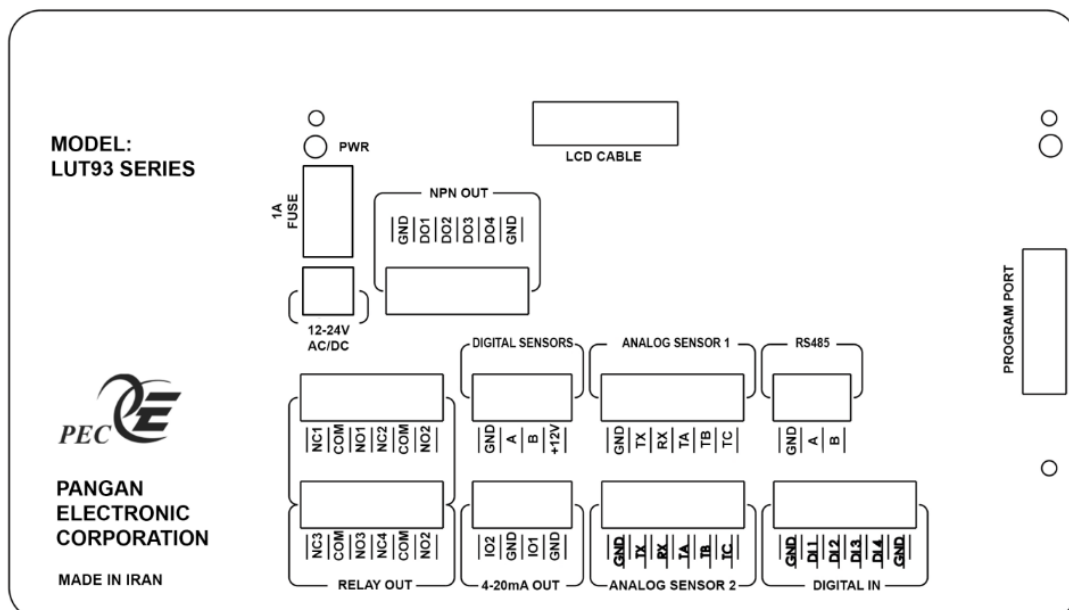 MODEL:
LUT93 SERIES
PWR
LCD CABLE
1A
FUSE
NPN OUT
GND DO1 DO2 DO3 DO4 GND
12-24V
AC/DC
PROGRAM PORT
DIGITAL SENSORS
ANALOG SENSOR 1
RS485
NC1 COM NO1 NC2 COM NO2
GND A B +12V
GND TX RX TA TB TC
GND A B
PEC
PANGAN
ELECTRONIC
CORPORATION
MADE IN IRAN
NC3 COM NO3 NC4 COM NO2
RELAY OUT
IO2 GND IO1 GND
4-20mA OUT
GND TX RX TA TB TC
ANALOG SENSOR 2
GND DI1 DI2 DI3 DI4 GND
DIGITAL IN